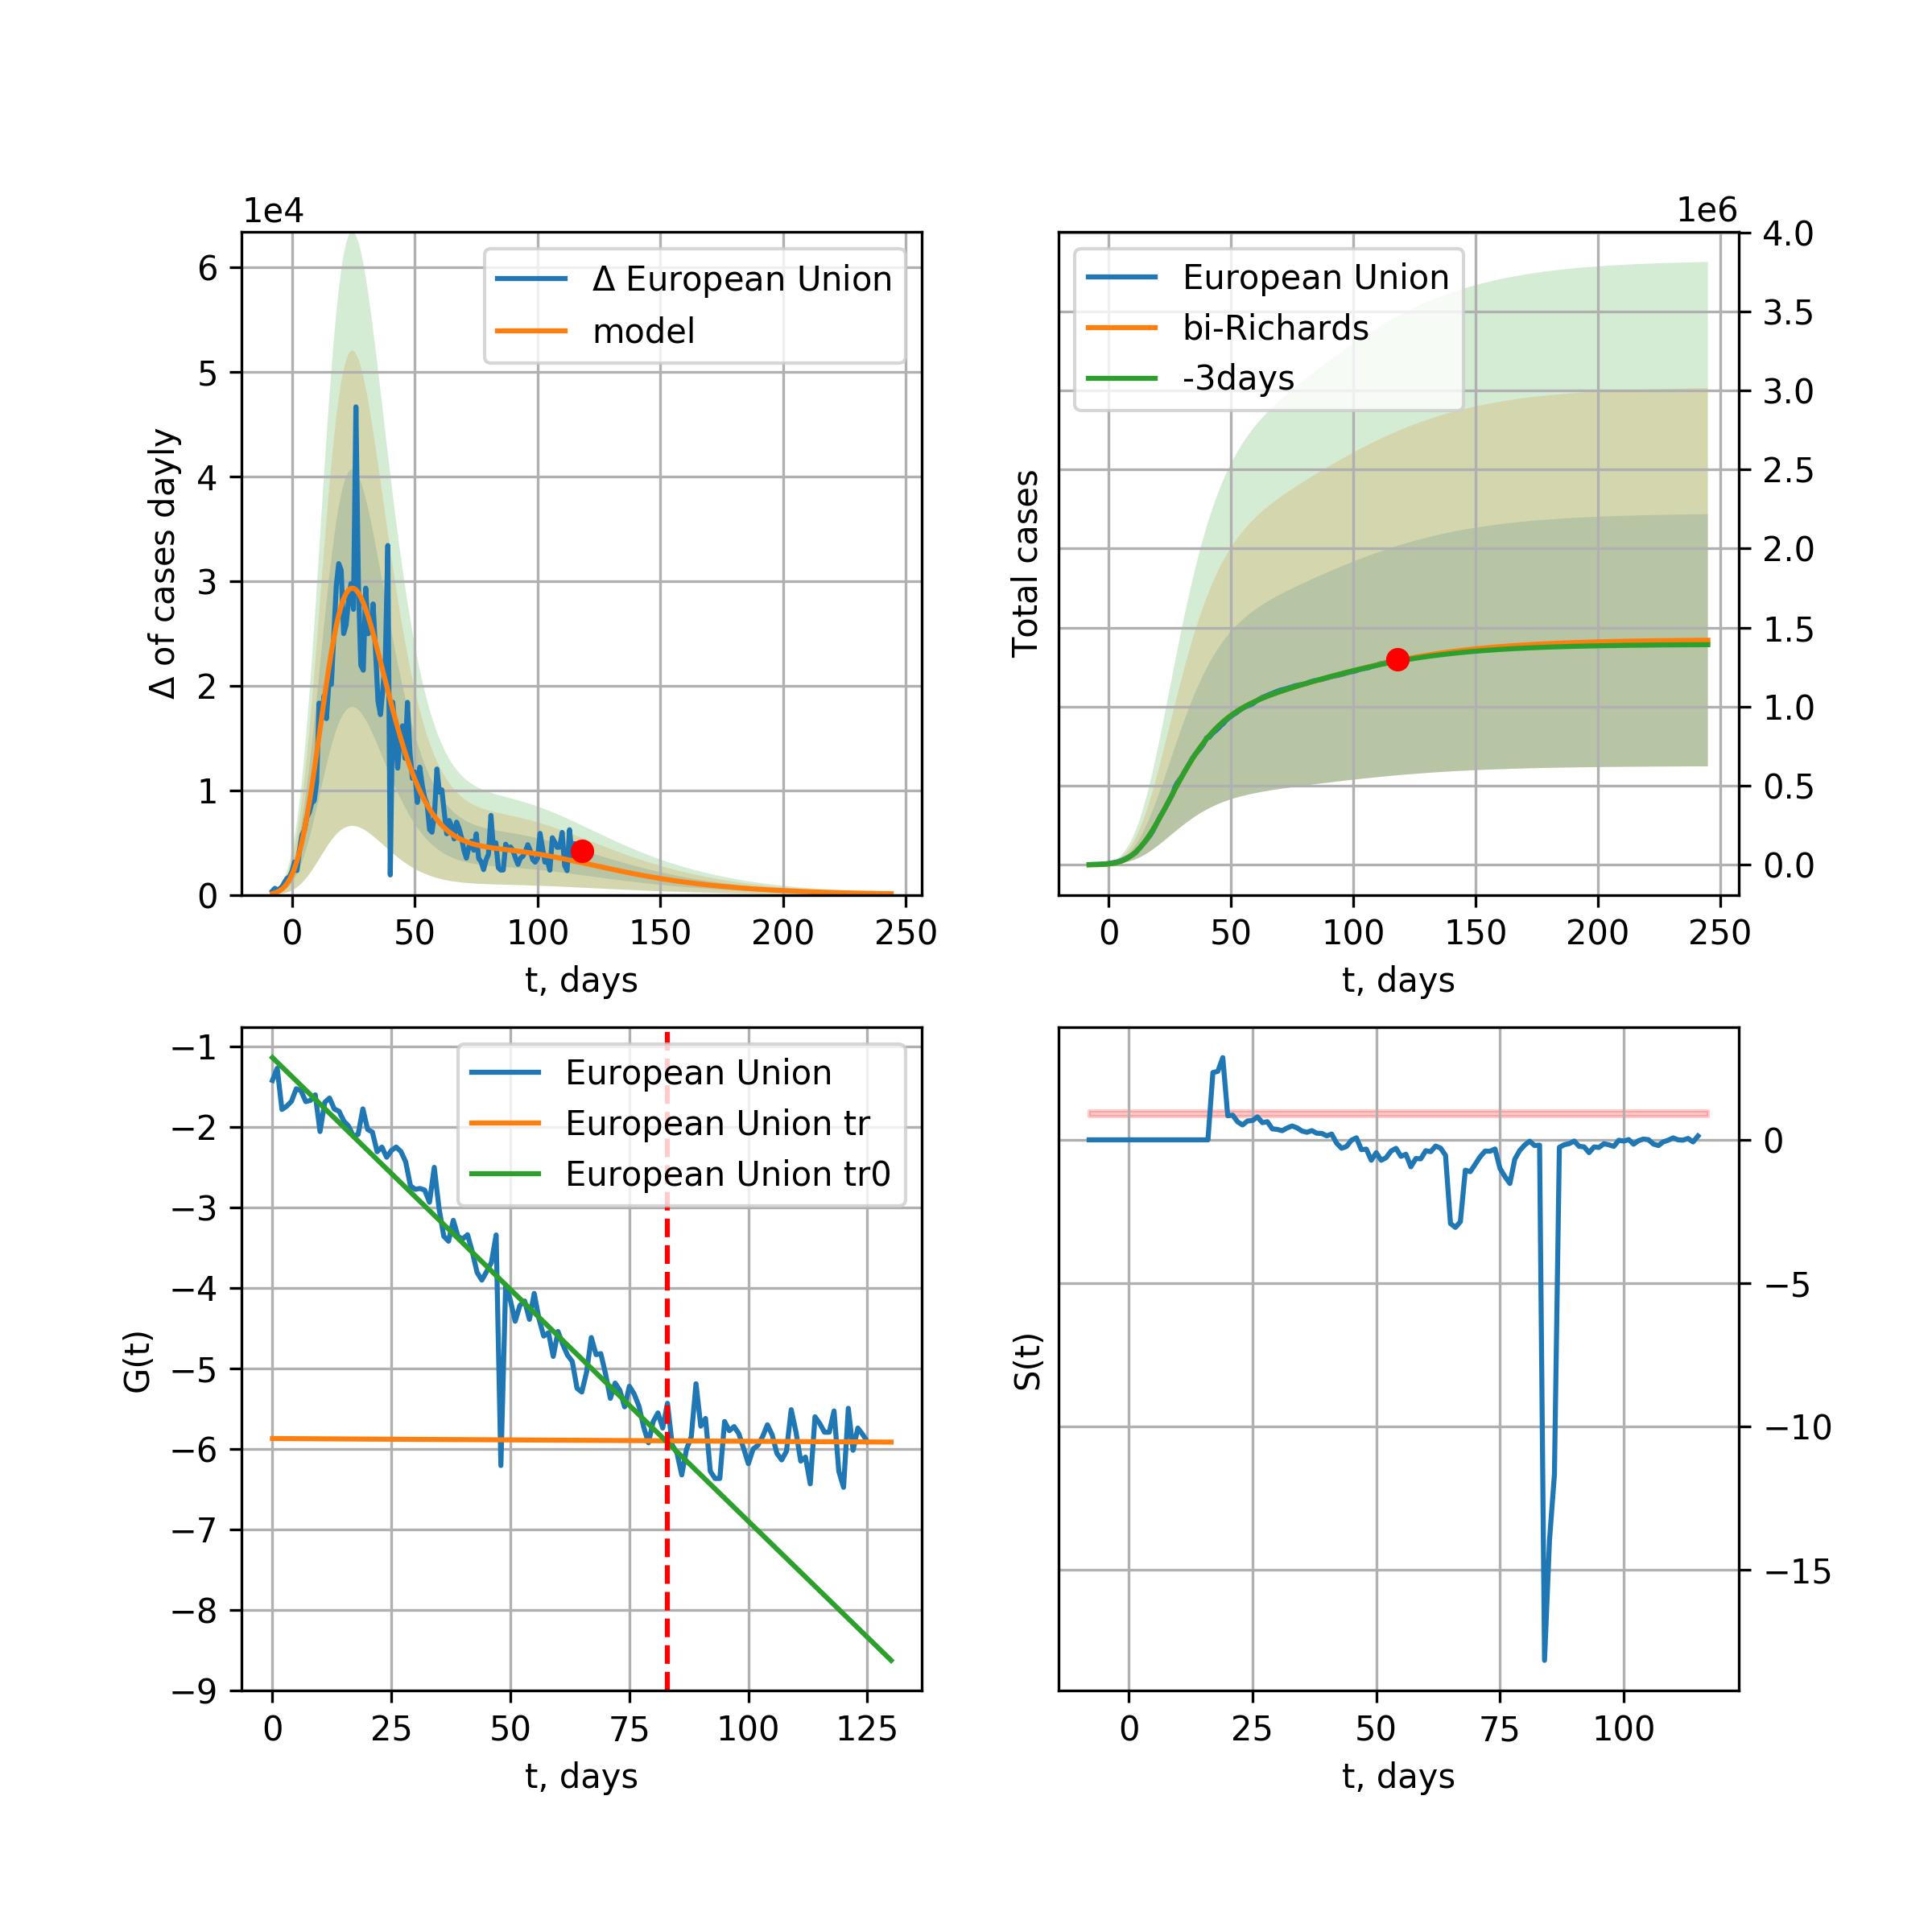 1e4
Δ of cases dayly
6
5
4
3
2
1
0
Δ European Union
model
0 50 100 150 200 250
t, days
1e6
Total cases
European Union
bi-Richards
-3days
4.0
3.5
3.0
2.5
2.0
1.5
1.0
0.5
0.0
0 50 100 150 200 250
t, days
G(t)
−1
−2
−3
−4
−5
−6
−7
−8
−9
European Union
European Union tr
European Union tr0
0 25 50 75 100 125
t, days
S(t)
0
−5
−10
−15
0 25 50 75 100
t, days